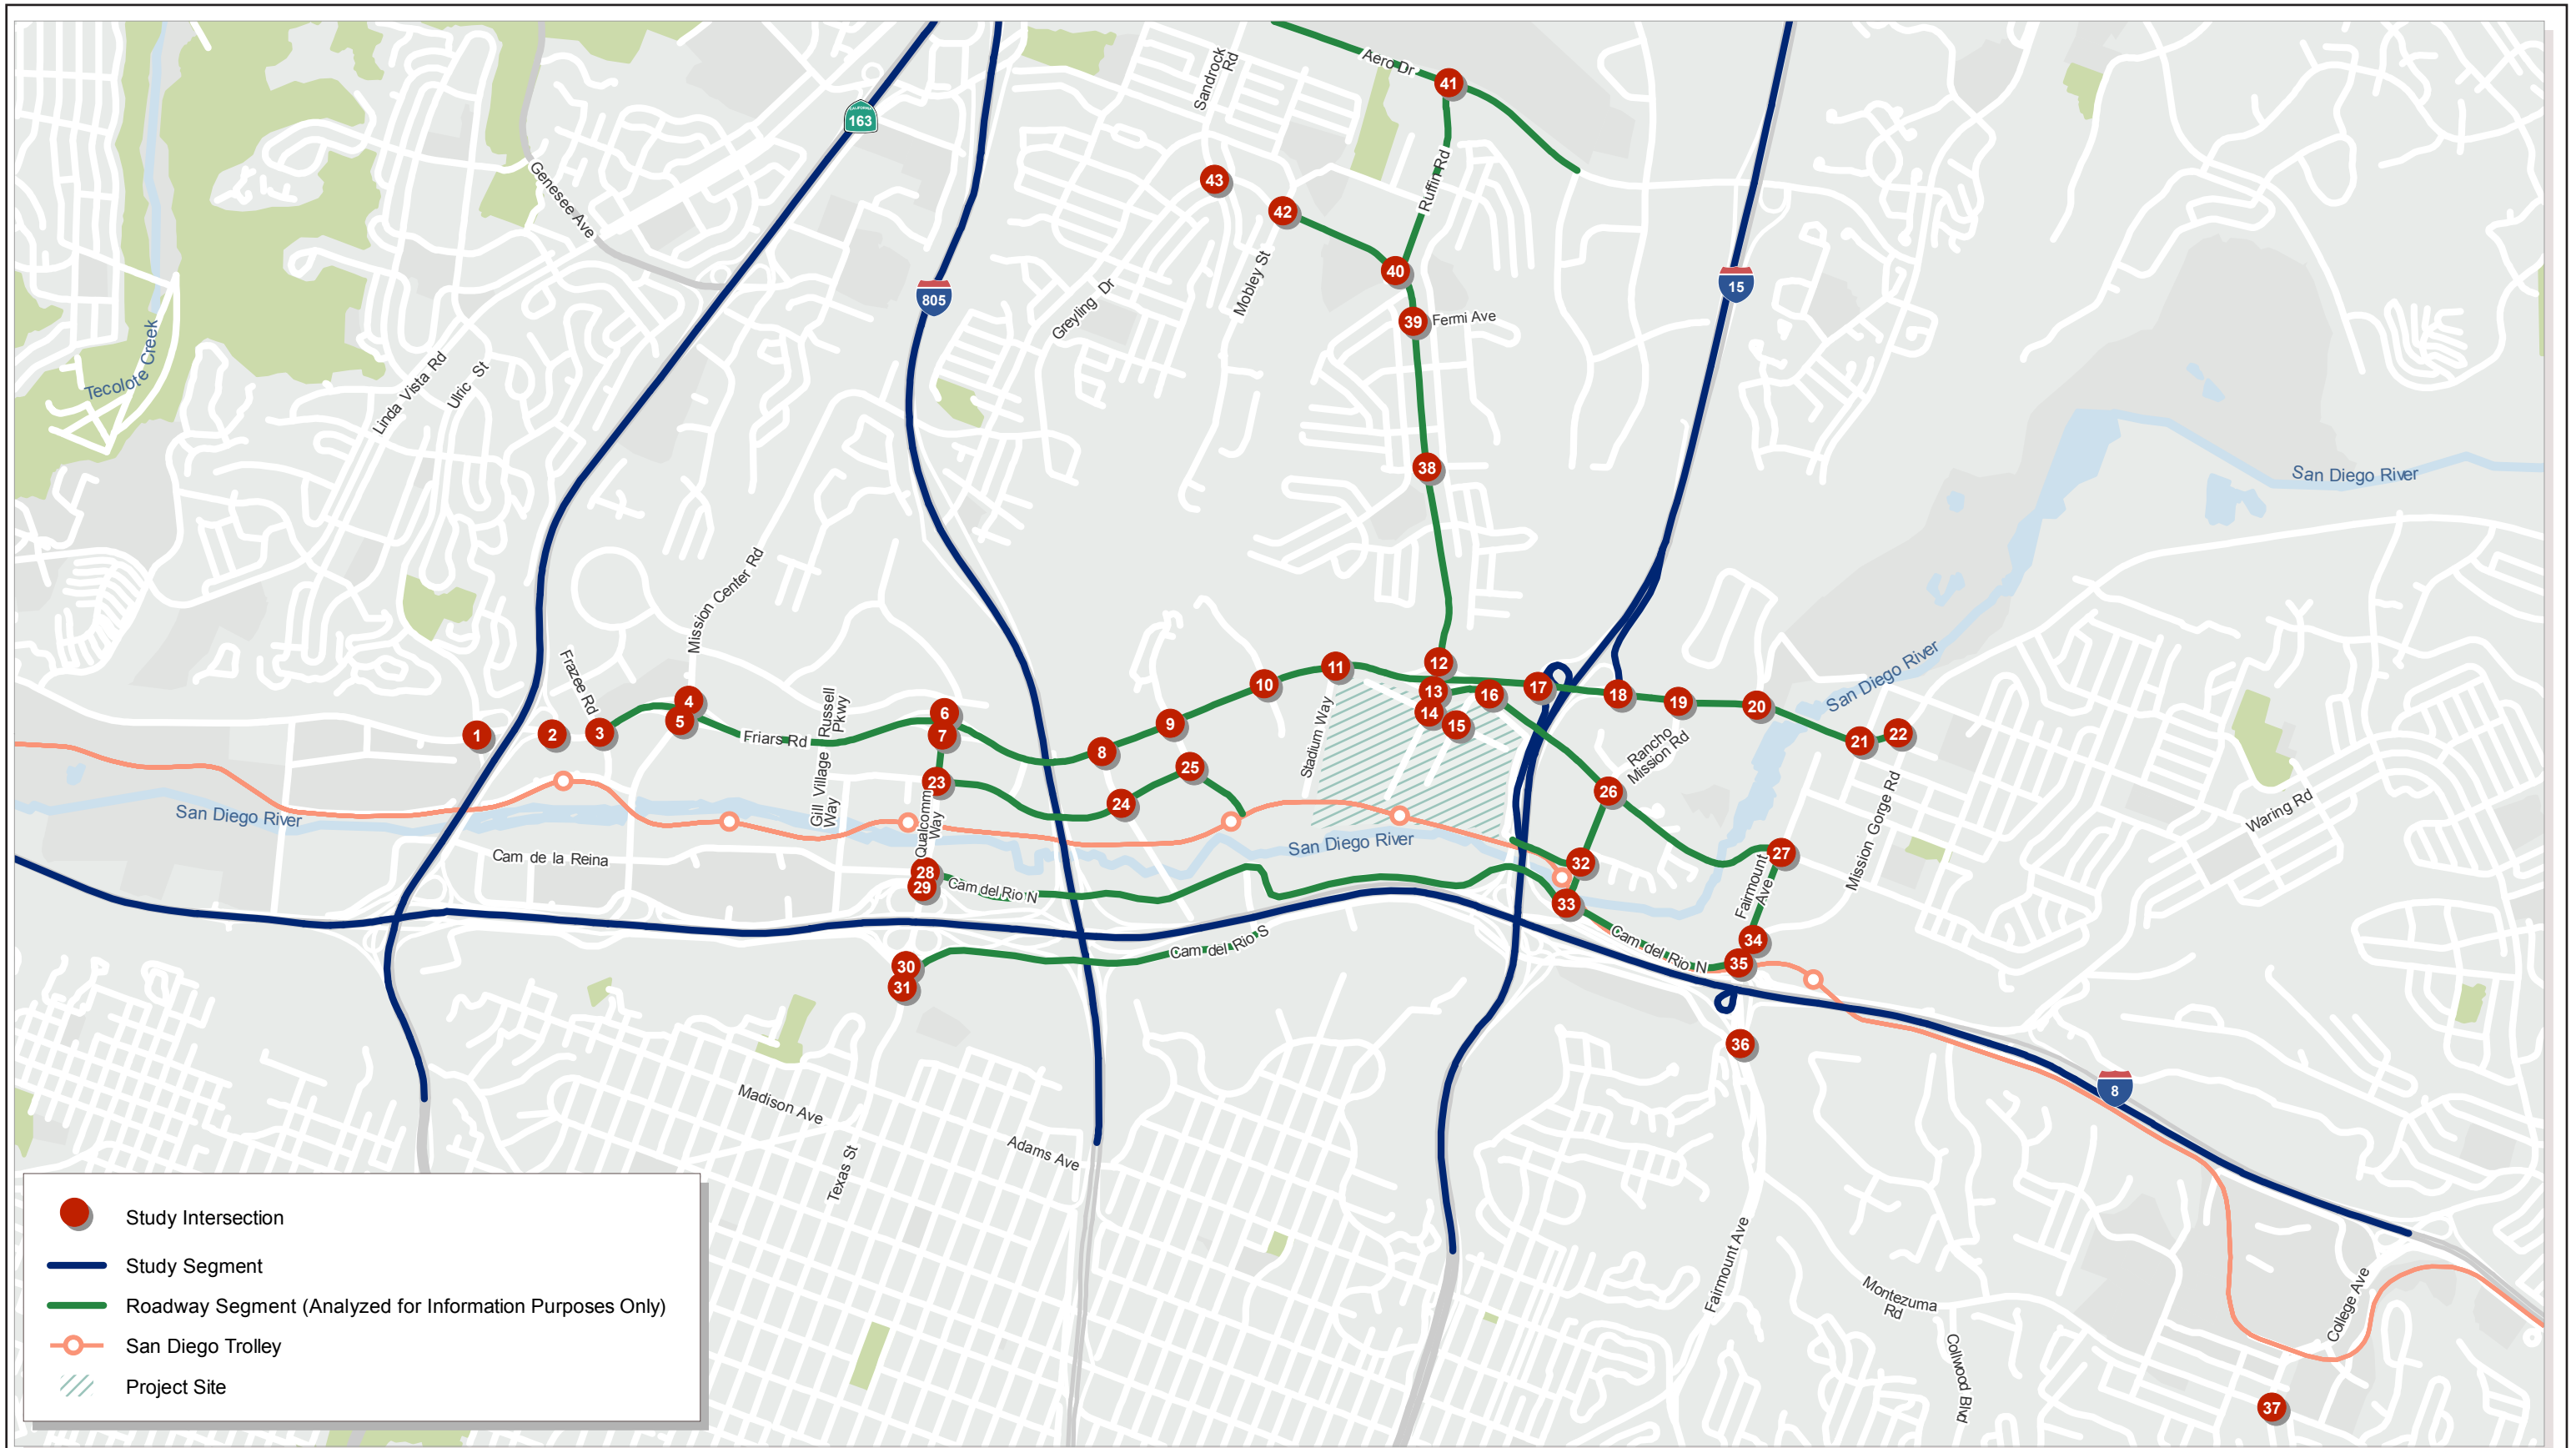 Aero Dr
41
Sandrock
Rd
CALIFORNIA
163
43
42
Ruffin Rd
Genesee Ave
40
15
805
Mobley St
Greyling Dr
39
Fermi Ave
Tecolote Creek
Linda Vista Rd
Ulric St
38
San Diego River
Mission Center Rd
Frazee Rd
1
2
3
4
5
Friars Rd
Gill Village
Way
Russell
Pkwy
6
7
8
9
10
11
12
13
14
15
16
17
18
19
20
21
22
Stadium Way
Rancho
Mission Rd
San Diego River
23
24
25
26
27
Qualcomm
Way
San Diego River
San Diego River
Cam de la Reina
28
29
Cam del Rio N
32
33
Mission Gorge Rd
Waring Rd
Fairmount
Ave
34
35
Cam del Rio N
Cam del Rio S
30
31
36
8
Madison Ave
Texas St
Adams Ave
Fairmount Ave
Montezuma
Rd
Collwood Blvd
College Ave
37
Study Intersection
Study Segment
Roadway Segment (Analyzed for Information Purposes Only)
San Diego Trolley
Project Site